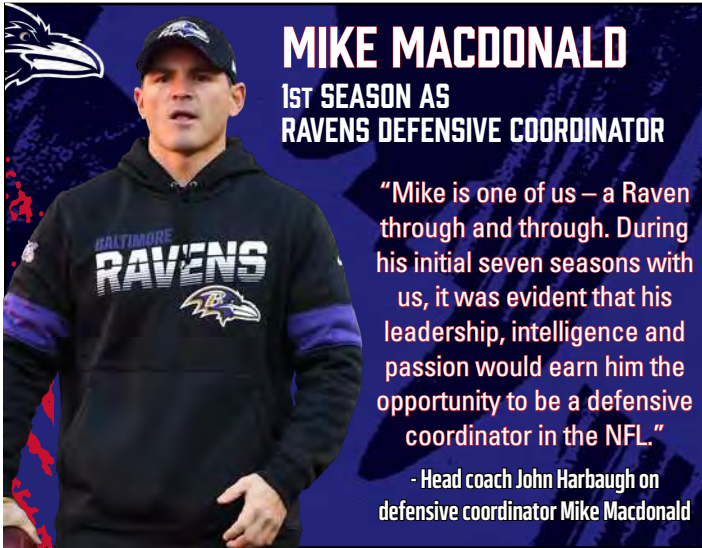 MIKE MACDONALD
1ST SEASON AS
RAVENS DEFENSIVE COORDINATOR
“Mike is one of us – a Raven
through and through. During
his initial seven seasons with
us, it was evident that his
leadership, intelligence and
passion would earn him the
opportunity to be a defensive
coordinator in the NFL.”
- Head coach John Harbaugh on
defensive coordinator Mike Macdonald
BALTIMORE
RAVENS
B